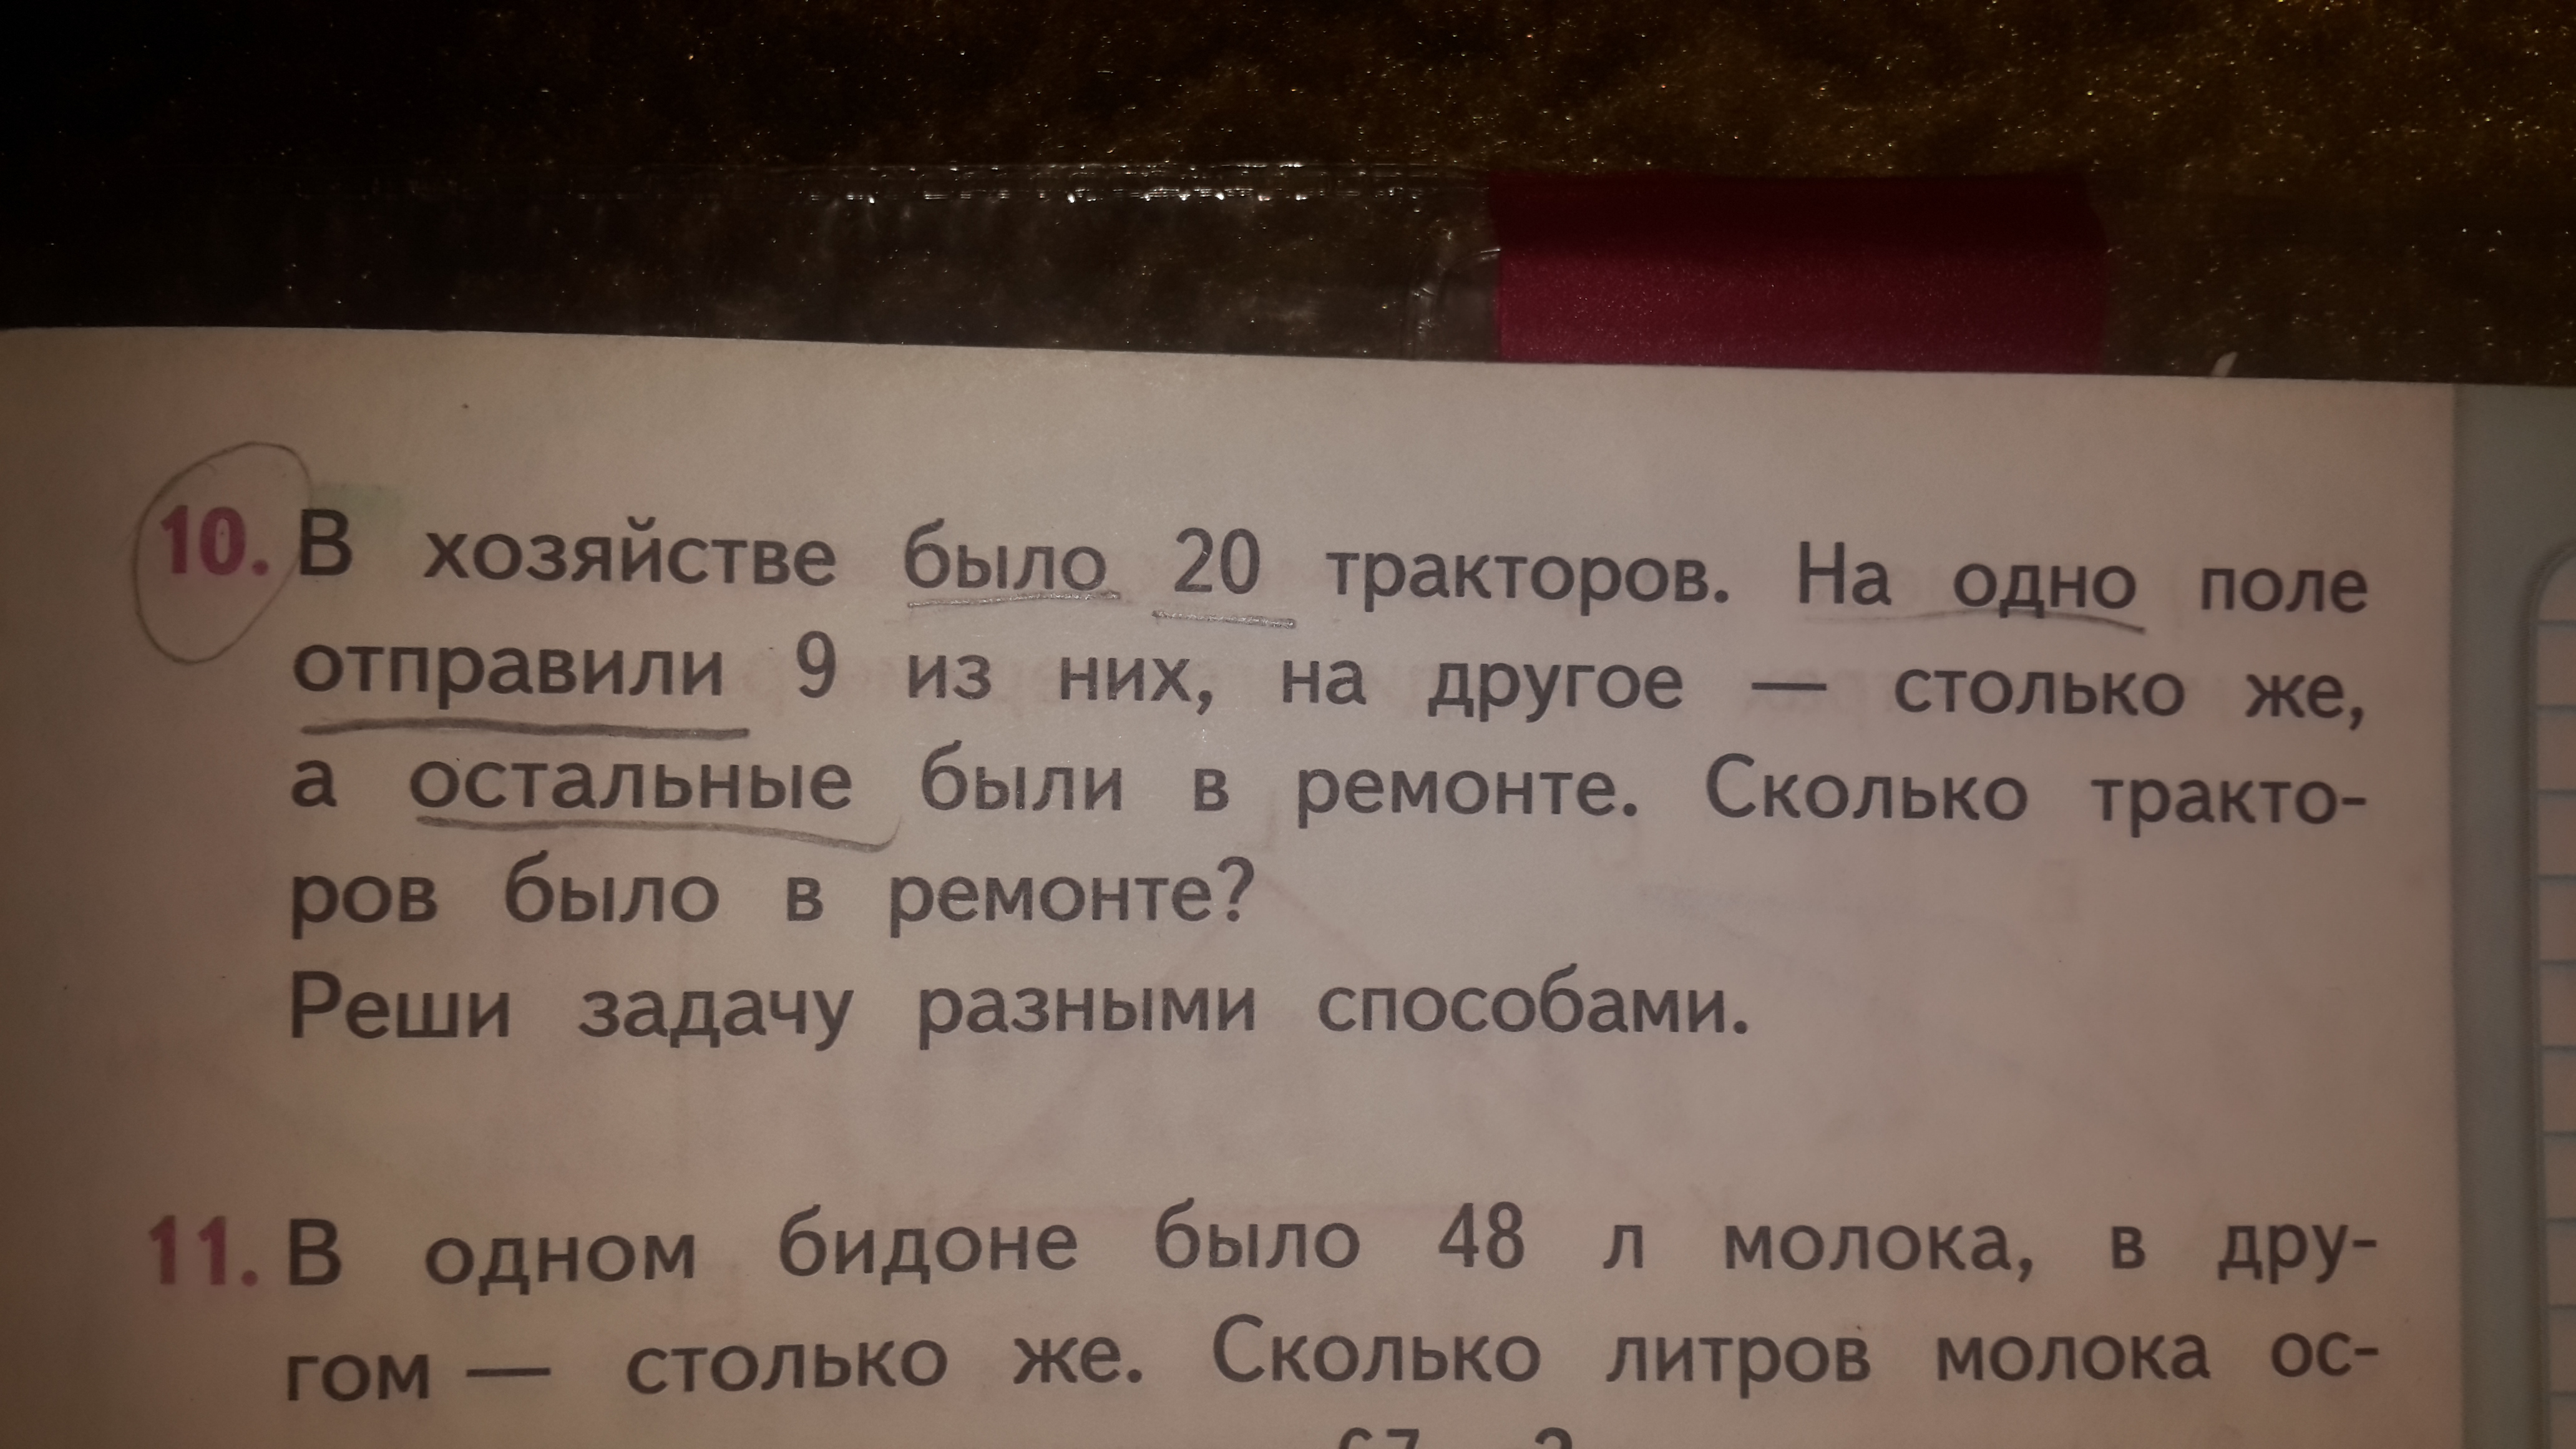 10. В хозяйстве было 20 тракторов. На одно поле
отправили 9 из них, на другое — столько же,
а остальные были в ремонте. Сколько тракто-
ров было в ремонте?
Реши задачу разными способами.
11. В одном бидоне было 48 л молока, в дру-
гом — столько же. Сколько литров молока ос-